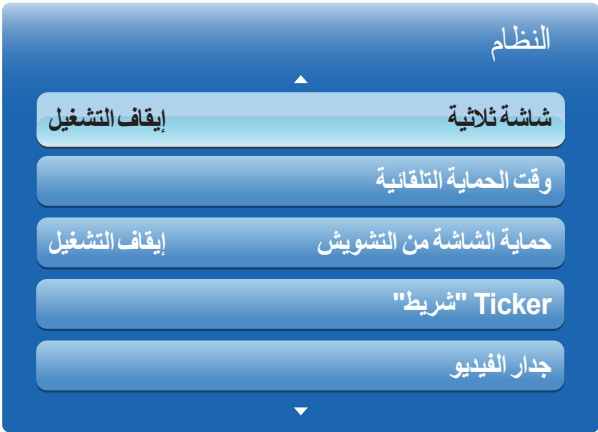 النظام
شاشة ثلاثية إيقاف التشغيل
وقت الحماية التلقائية
حماية الشاشة من التشويش إيقاف التشغيل
Ticker "شريط"
جدار الفيديو